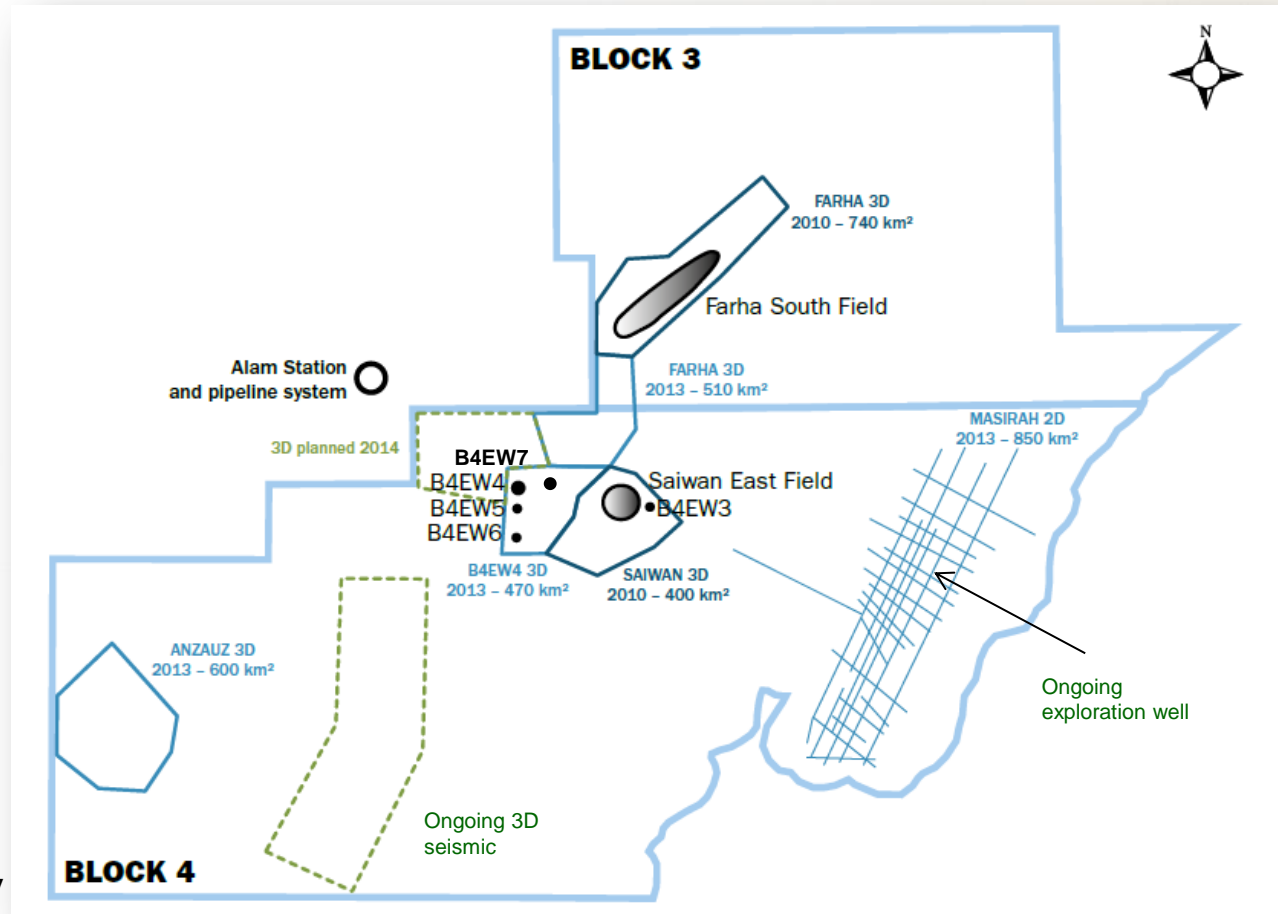 N
BLOCK 3
FARHA 3D
2010 – 740 km²
Farha South Field
Alam Station
and pipeline system
FARHA 3D
2013 – 510 km²
MASIRAH 2D
2013 – 850 km²
3D planned 2014
B4EW7
B4EW4
Saiwan East Field
B4EW5
B4EW3
B4EW6
B4EW4 3D
2013 – 470 km²
SAIWAN 3D
2010 – 400 km²
ANZAUZ 3D
2013 – 600 km²
Ongoing
exploration well
Ongoing 3D
seismic
BLOCK 4